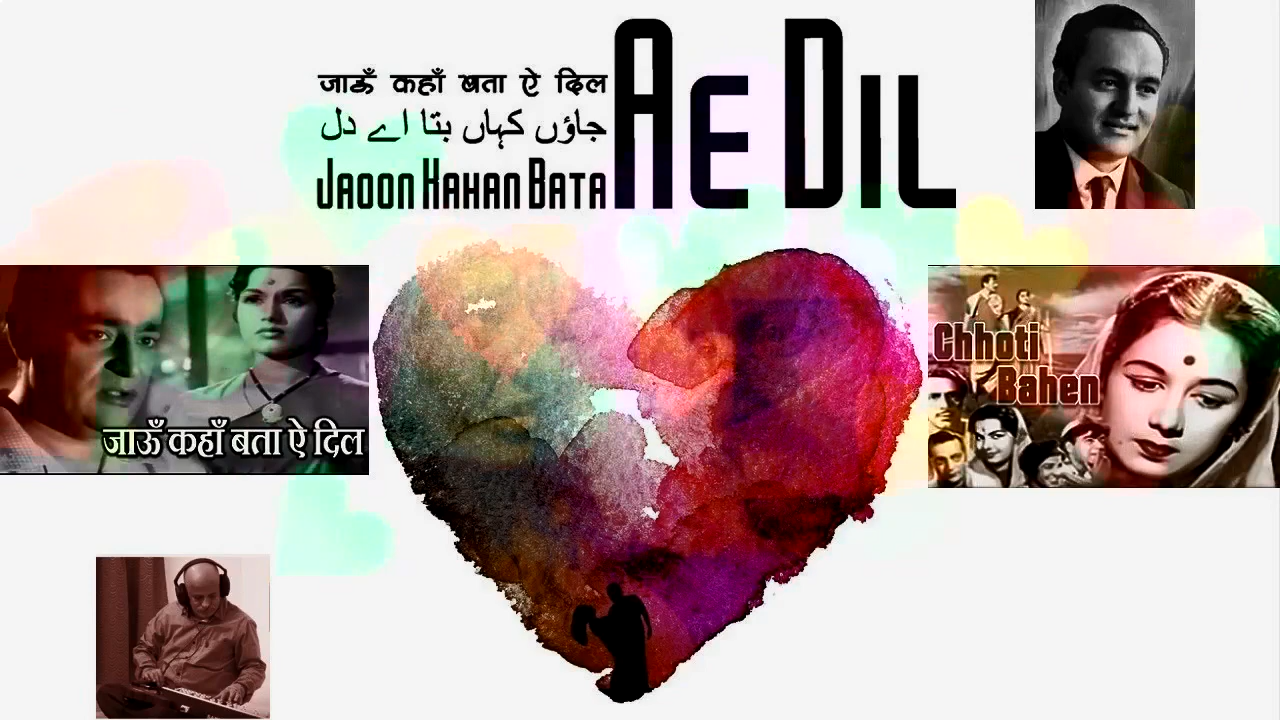 जाऊँ कहाँ बता ऐ दिल
جاؤں کہاں بتا اے دل
JAOON KAHAN BATA
AE DIL
जाऊँ कहाँ बता ऐ दिल
Chhoti
Bahen